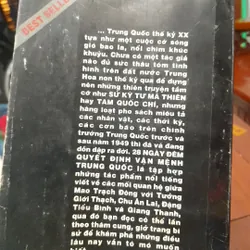 BEST SELLER
... Trung Quốc thế kỷ XX
tựa như một cuộc cờ sóng
gió bao la, nổi chìm khóc
khuỷu. Chưa có một tác giả
nào đủ sức tháu tóm tình
hình trên đất nước Trung
Hoa non thế kỷ qua để dựng
nên những thiên truyện tầm
cỡ như SỬ KÝ TƯ MÃ THIÊN
hay TAM QUỐC CHÍ, nhưng
hàng loạt pho sách miêu tả
các nhân vật, các thời kỳ,
các cơn bão trên chính
trường Trung Quốc trước và
sau năm 1949 thì đã và đang
dồn dập ra đời. 28 NGÀY ĐÊM
QUYẾT ĐỊNH VẬN MỆNH
TRUNG QUỐC là tập hợp
những tác phẩm nổi tiếng
viết về các mối quan hệ giữa
Mao Trạch Đông với Tưởng
Giới Thạch, Chu Ân Lai, Đặng
Tiểu Bình và Giang Thanh,
qua đó bạn đọc có thể lần
theo thám cung, giở trang bí
sử để khám phá những điều
lâu nay vẫn tò mò muốn